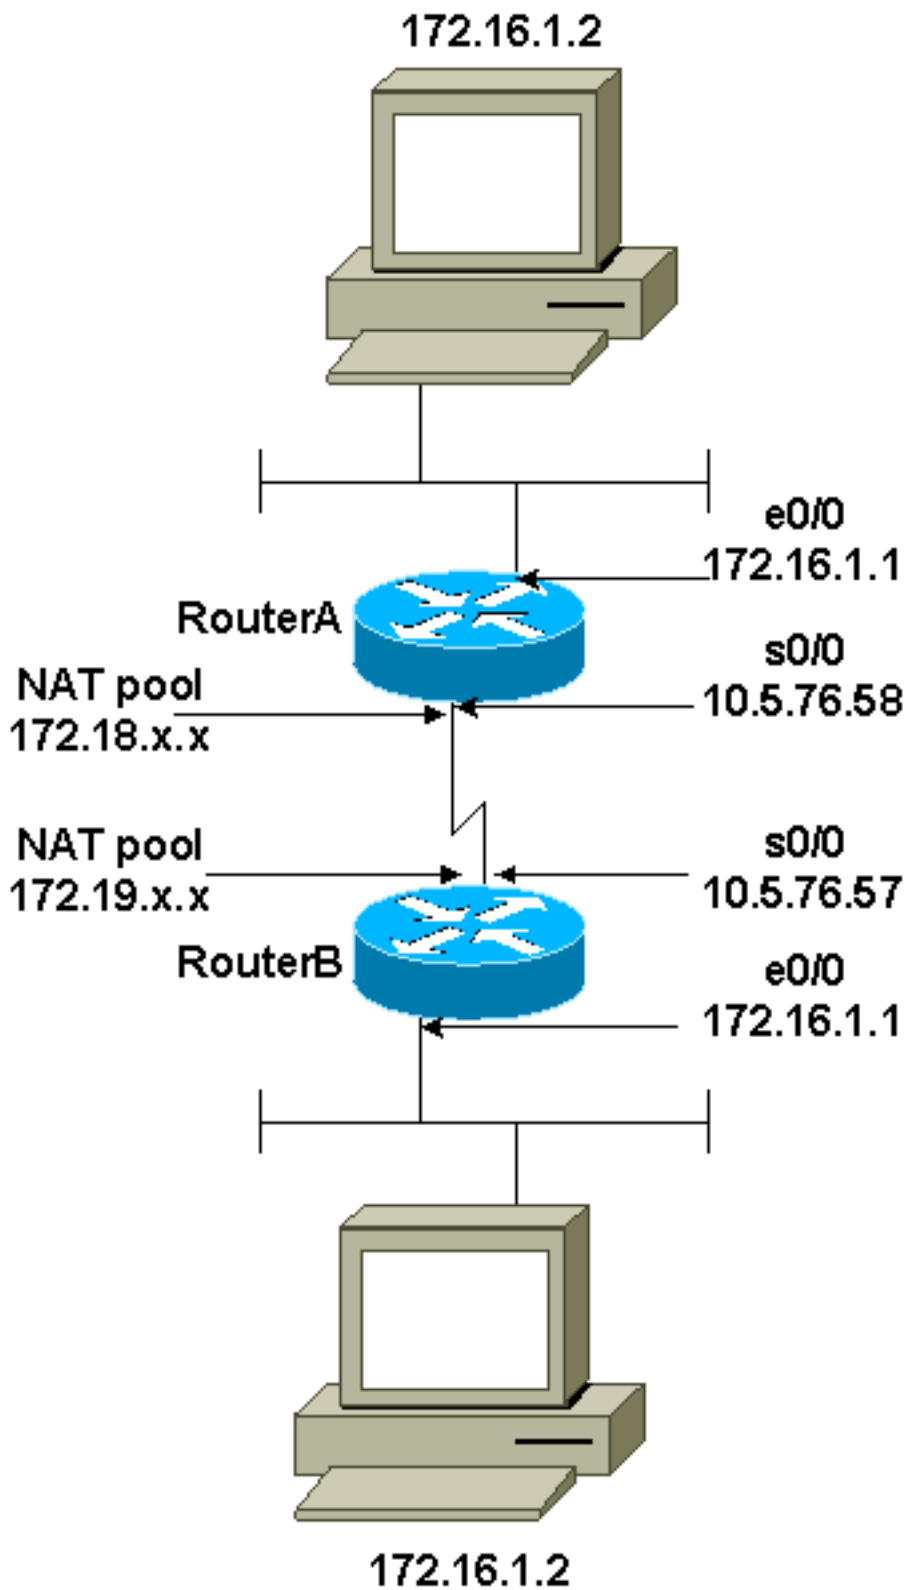 172.16.1.2
e0/0
172.16.1.1
RouterA
s0/0
10.5.76.58
NAT pool
172.18.x.x
NAT pool
172.19.x.x
s0/0
10.5.76.57
RouterB
e0/0
172.16.1.1
172.16.1.2